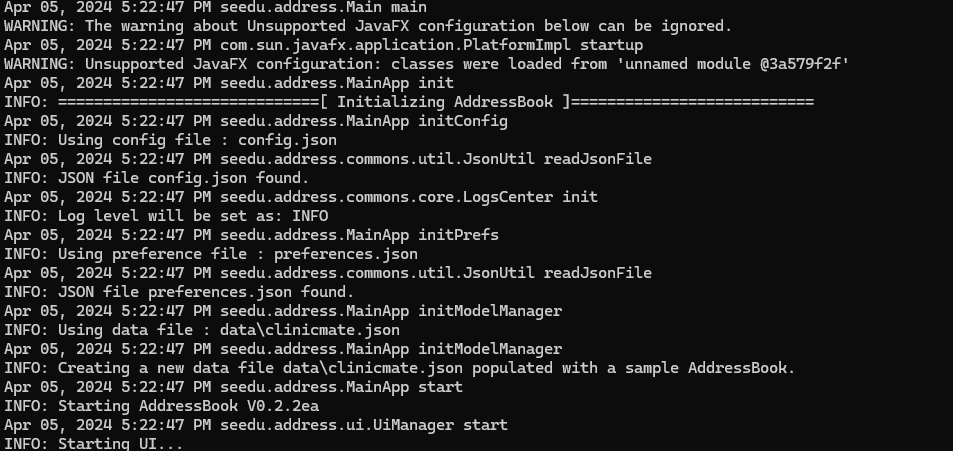 Apr 05, 2024 5:22:47 PM seedu.address.Main main
WARNING: The warning about Unsupported JavaFX configuration below can be ignored.
Apr 05, 2024 5:22:47 PM com.sun.javafx.application.PlatformImpl startup
WARNING: Unsupported JavaFX configuration: classes were loaded from 'unnamed module @3a579f2f'
Apr 05, 2024 5:22:47 PM seedu.address.MainApp init
INFO: =============================[ Initializing AddressBook ]===========================
Apr 05, 2024 5:22:47 PM seedu.address.MainApp initConfig
INFO: Using config file : config.json
Apr 05, 2024 5:22:47 PM seedu.address.commons.util.JsonUtil readJsonFile
INFO: JSON file config.json found.
Apr 05, 2024 5:22:47 PM seedu.address.commons.core.LogsCenter init
INFO: Log level will be set as: INFO
Apr 05, 2024 5:22:47 PM seedu.address.MainApp initPrefs
INFO: Using preference file : preferences.json
Apr 05, 2024 5:22:47 PM seedu.address.commons.util.JsonUtil readJsonFile
INFO: JSON file preferences.json found.
Apr 05, 2024 5:22:47 PM seedu.address.MainApp initModelManager
INFO: Using data file : data\clinicmate.json
Apr 05, 2024 5:22:47 PM seedu.address.MainApp initModelManager
INFO: Creating a new data file data\clinicmate.json populated with a sample AddressBook.
Apr 05, 2024 5:22:47 PM seedu.address.MainApp start
INFO: Starting AddressBook V0.2.2ea
Apr 05, 2024 5:22:47 PM seedu.address.ui.UiManager start
INFO: Starting UI...